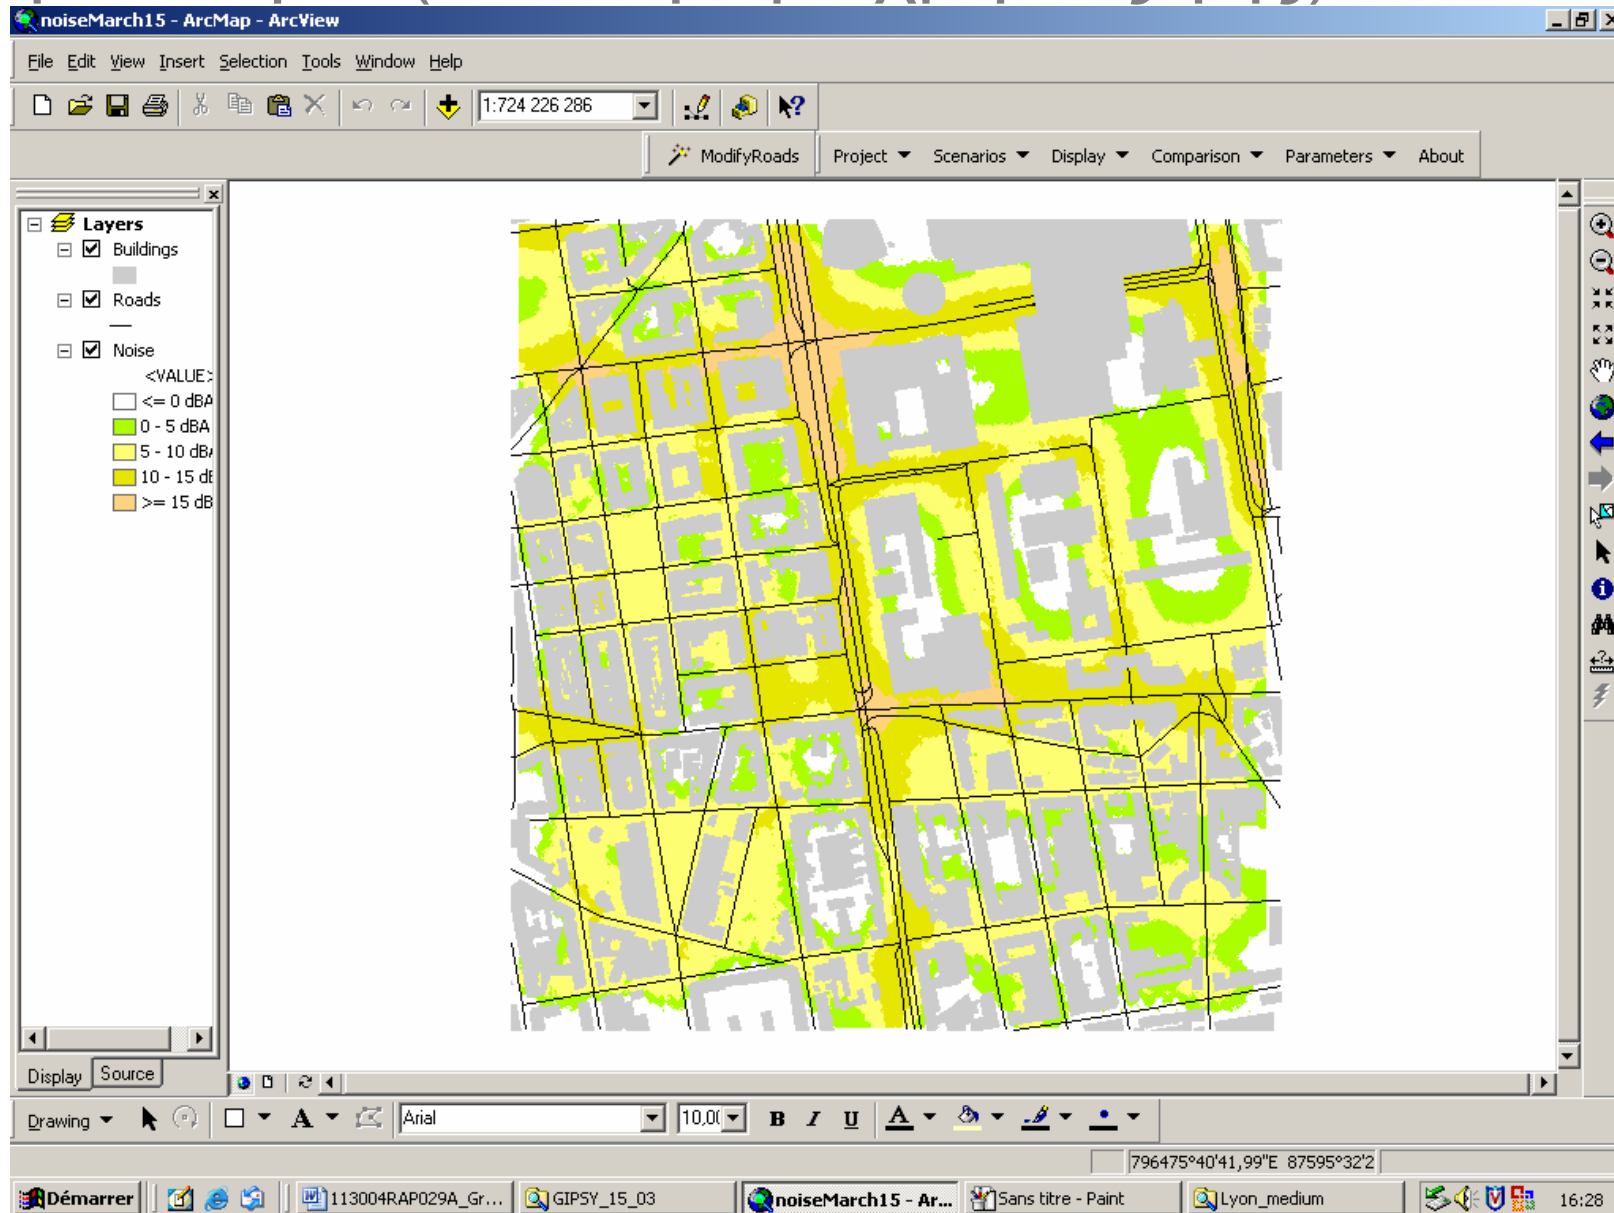 noiseMarch15 - ArcMap - ArcView
File Edit View Insert Selection Tools Window Help
1:724 226 286
ModifyRoads Project Scenarios Display Comparison Parameters About
Layers
Buildings
Roads
Noise
<VALUE>
<= 0 dBA
0 - 5 dBA
5 - 10 dBA
10 - 15 dB
>= 15 dB
Display Source
Drawing A Arial 10,00 B I U A
796475°40'41,99"E 87595°32'2
Démarrer 113004RAP029A_Gr... GIPSY_15_03 noiseMarch15 - Ar... Sans titre - Paint Lyon_medium 16:28